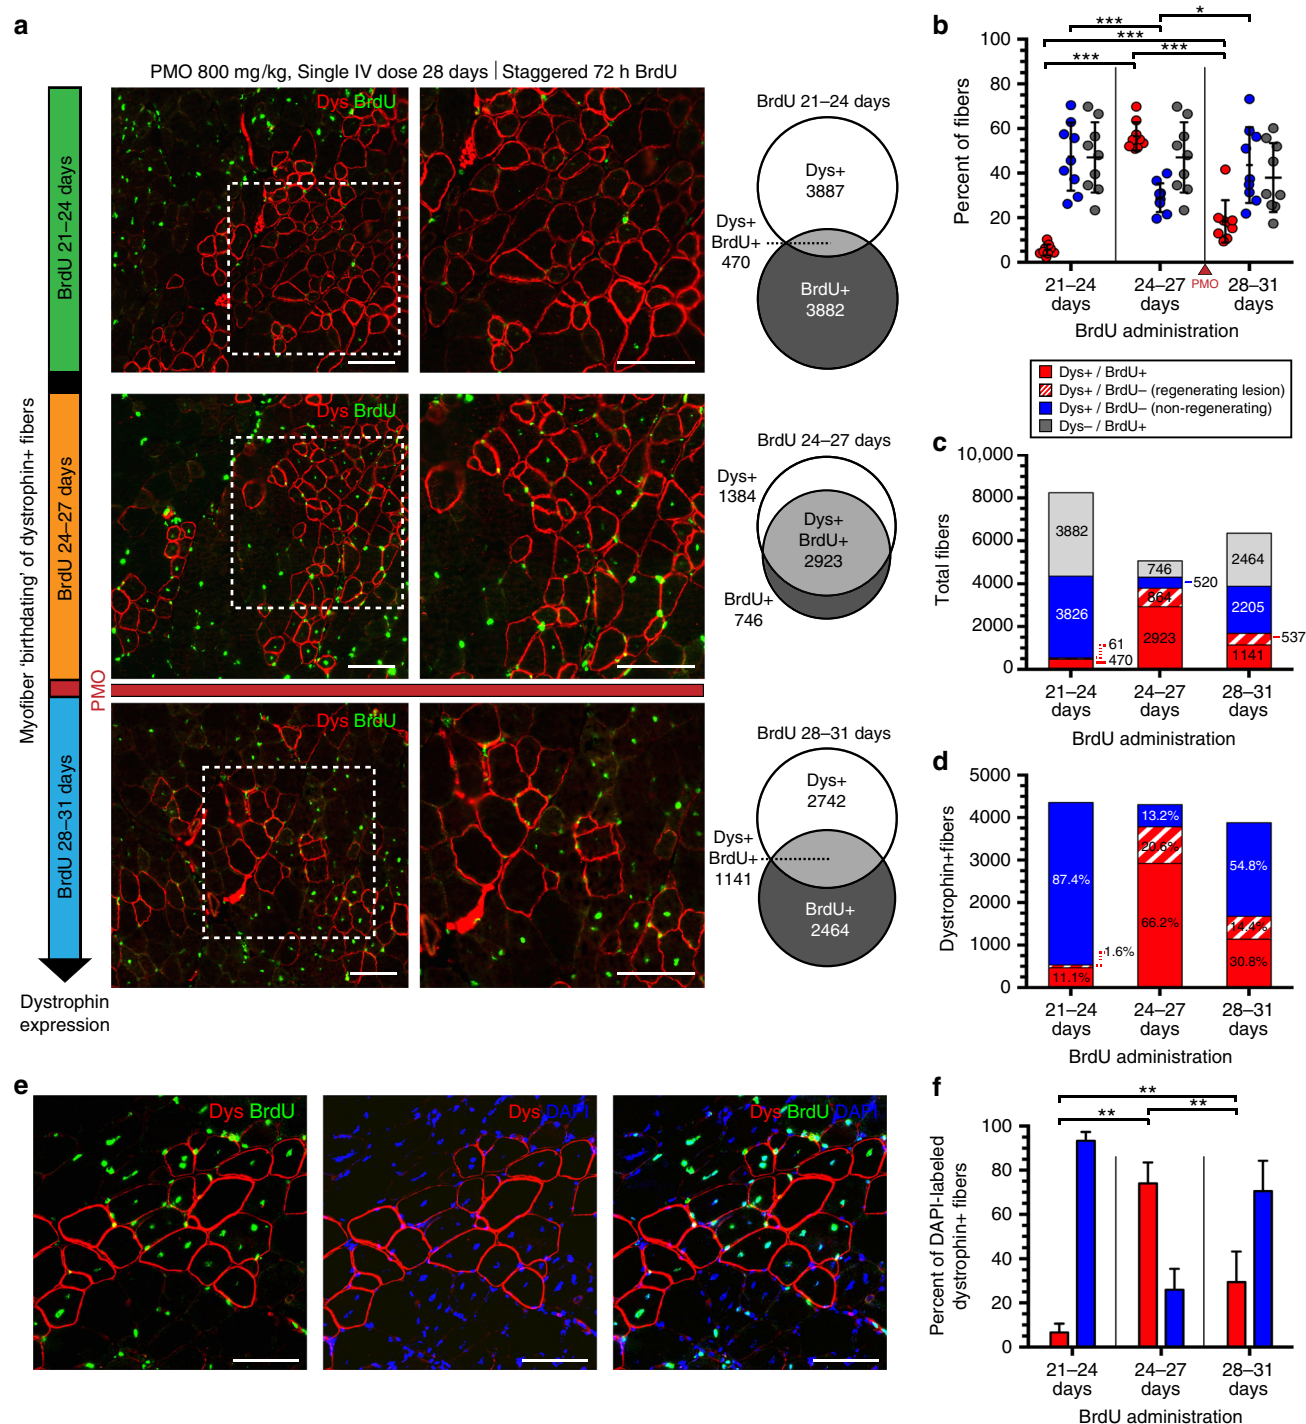 a
PMO 800 mg/kg, Single IV dose 28 days | Staggered 72 h BrdU
Myofiber 'birthdating' of dystrophin+ fibers
BrdU 21–24 days
BrdU 24–27 days
PMO
BrdU 28–31 days
Dystrophin
expression
Dys BrdU
Dys BrdU
Dys BrdU
BrdU 21–24 days
Dys+
3887
Dys+
BrdU+
470
BrdU+
3882
BrdU 24–27 days
Dys+
1384
Dys+
BrdU+
2923
BrdU+
746
BrdU 28–31 days
Dys+
2742
Dys+
BrdU+
1141
BrdU+
2464
b
*** *
***
*** ***
Percent of fibers
100
80
60
40
20
0
PMO
21–24 days
24–27 days
28–31 days
BrdU administration
Dys+ / BrdU+
Dys+ / BrdU– (regenerating lesion)
Dys+ / BrdU– (non-regenerating)
Dys– / BrdU+
c
Total fibers
10,000
8000
6000
4000
2000
0
3882
3826
61
470
746
520
864
2923
2464
2205
537
1141
21–24 days
24–27 days
28–31 days
BrdU administration
d
Dystrophin+fibers
5000
4000
3000
2000
1000
0
87.4%
1.6%
11.1%
13.2%
20.6%
66.2%
54.8%
14.4%
30.8%
21–24 days
24–27 days
28–31 days
BrdU administration
e
Dys BrdU
Dys DAPI
Dys BrdU DAPI
f
**
** **
Percent of DAPI-labeled
dystrophin+ fibers
100
80
60
40
20
0
21–24 days
24–27 days
28–31 days
BrdU administration